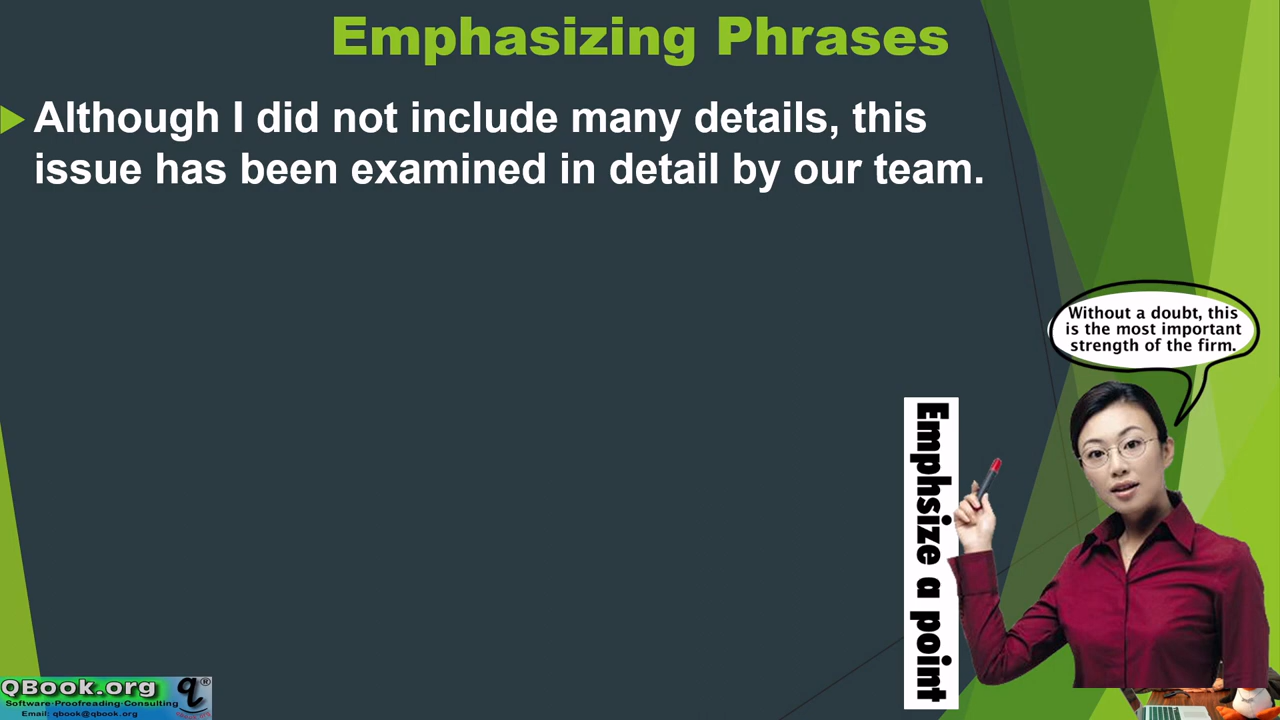 Emphasizing Phrases
Although I did not include many details, this
issue has been examined in detail by our team.
Without a doubt, this
is the most important
strength of the firm.
Emphsize a point
QBook.org
Software·Proofreading·Consulting
Email: qbook@qbook.org
q®